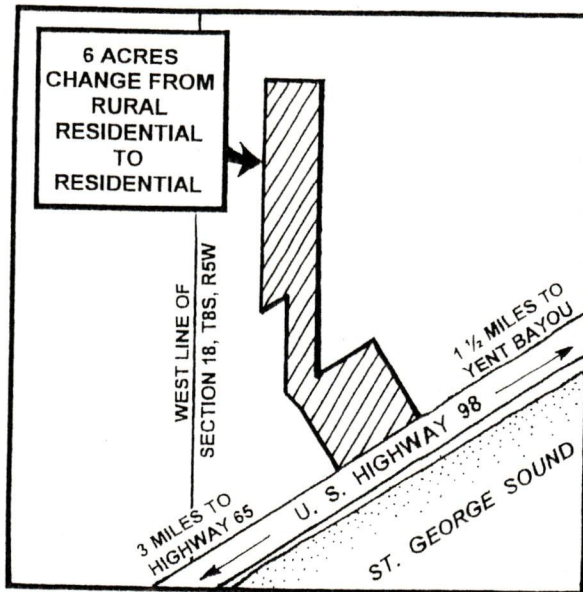 6 ACRES
CHANGE FROM
RURAL
RESIDENTIAL
TO
RESIDENTIAL
WEST LINE OF
SECTION 18, T8S, R5W
1 ½ MILES TO
YENT BAYOU
U. S. HIGHWAY 98
3 MILES TO
HIGHWAY 65
ST. GEORGE SOUND